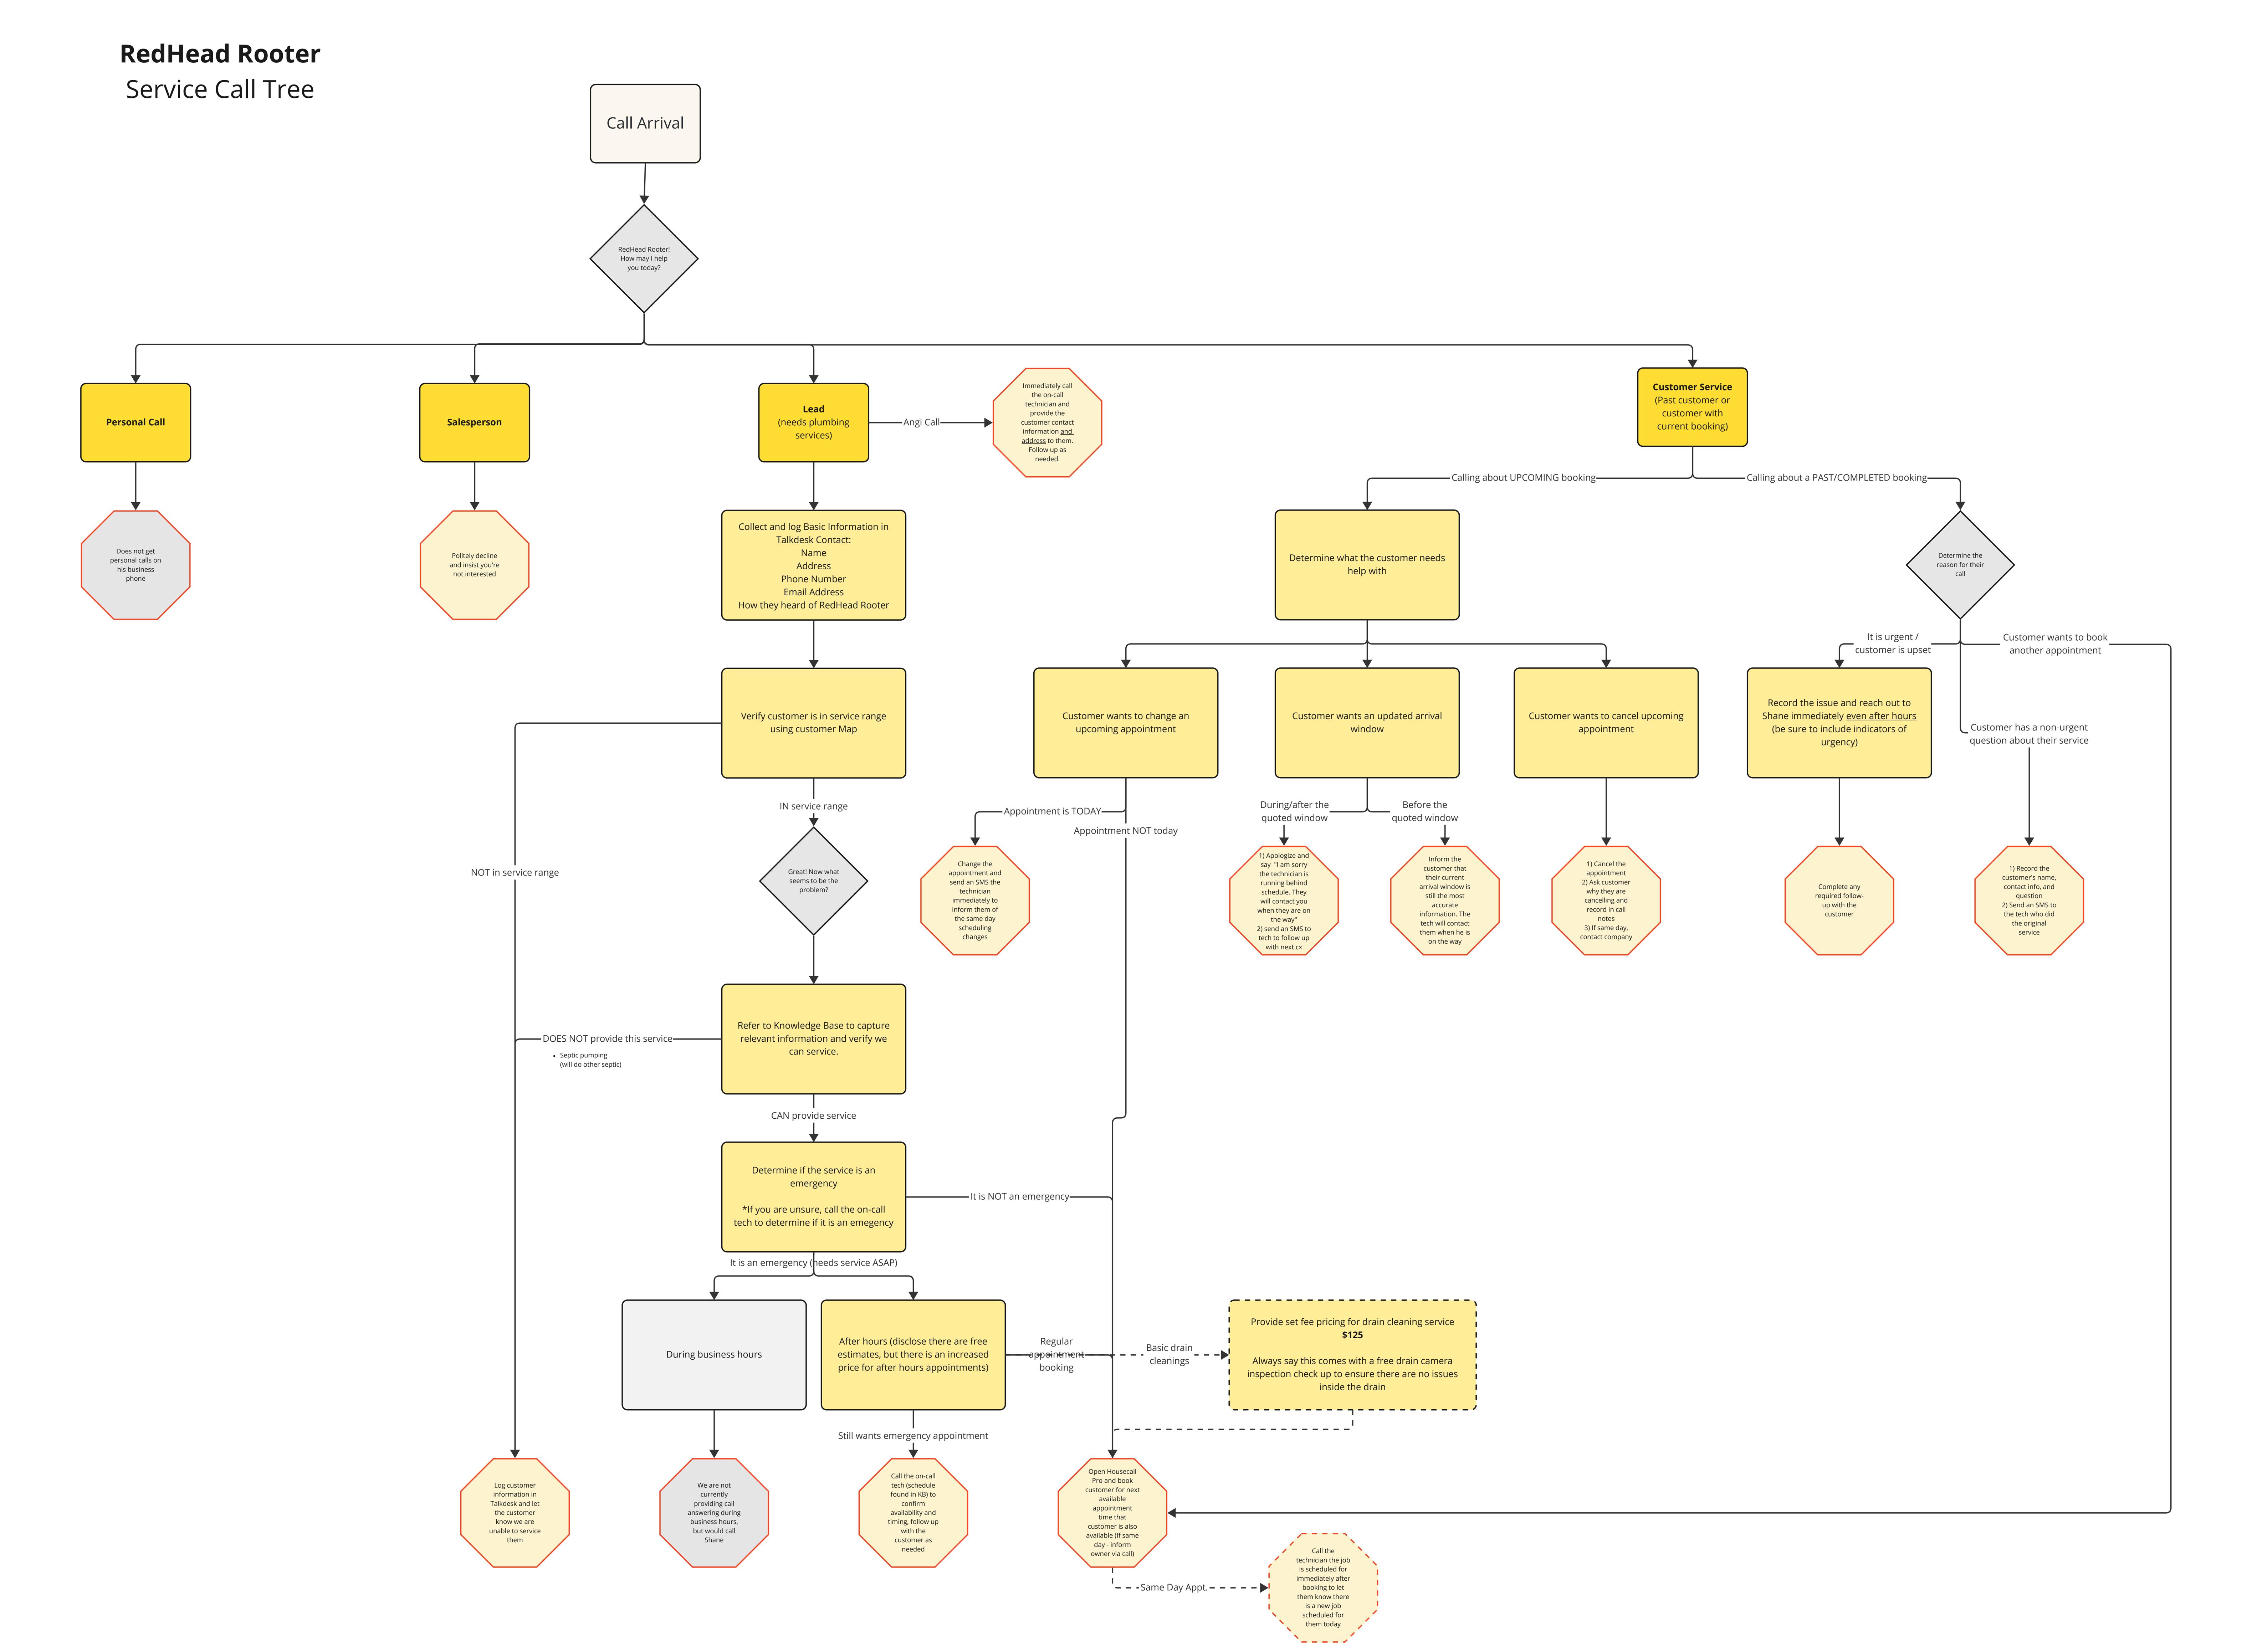 RedHead Rooter
Service Call Tree
Call Arrival
RedHead Rooter!
How may I help
you today?
Personal Call
Salesperson
Lead
(needs plumbing
services)
Angi Call
Immediately call
the on-call
technician and
provide the
customer contact
information and
address to them.
Follow up as
needed.
Customer Service
(Past customer or
customer with
current booking)
Calling about UPCOMING booking
Calling about a PAST/COMPLETED booking
Does not get
personal calls on
his business
phone
Politely decline
and insist you're
not interested
Collect and log Basic Information in
Talkdesk Contact:
Name
Address
Phone Number
Email Address
How they heard of RedHead Rooter
Determine what the customer needs
help with
Determine the
reason for their
call
It is urgent /
customer is upset
Customer wants to book
another appointment
Verify customer is in service range
using customer Map
Customer wants to change an
upcoming appointment
Customer wants an updated arrival
window
Customer wants to cancel upcoming
appointment
Record the issue and reach out to
Shane immediately even after hours
(be sure to include indicators of
urgency)
Customer has a non-urgent
question about their service
IN service range
Appointment is TODAY
Appointment NOT today
During/after the
quoted window
Before the
quoted window
NOT in service range
Great! Now what
seems to be the
problem?
Change the
appointment and
send an SMS the
technician
immediately to
inform them of
the same day
scheduling
changes
1) Apologize and
say "I am sorry
the technician is
running behind
schedule. They
will contact you
when they are on
the way"
2) send an SMS to
tech to follow up
with next cx
Inform the
customer that
their current
arrival window is
still the most
accurate
information. The
tech will contact
them when he is
on the way
1) Cancel the
appointment
2) Ask customer
why they are
cancelling and
record in call
notes
3) If same day,
contact company
Complete any
required follow-
up with the
customer
1) Record the
customer's name,
contact info, and
question
2) Send an SMS to
the tech who did
the original
service
Refer to Knowledge Base to capture
relevant information and verify we
can service.
DOES NOT provide this service
• Septic pumping
(will do other septic)
CAN provide service
Determine if the service is an
emergency
*If you are unsure, call the on-call
tech to determine if it is an emegency
It is NOT an emergency
It is an emergency (needs service ASAP)
During business hours
After hours (disclose there are free
estimates, but there is an increased
price for after hours appointments)
Regular
appointment
booking
Basic drain
cleanings
Provide set fee pricing for drain cleaning service
$125
Always say this comes with a free drain camera
inspection check up to ensure there are no issues
inside the drain
Still wants emergency appointment
Log customer
information in
Talkdesk and let
the customer
know we are
unable to service
them
We are not
currently
providing call
answering during
business hours,
but would call
Shane
Call the on-call
tech (schedule
found in KB) to
confirm
availability and
timing, follow up
with the
customer as
needed
Open Housecall
Pro and book
customer for next
available
appointment
time that
customer is also
available (If same
day - inform
owner via call)
Same Day Appt.
Call the
technician the job
is scheduled for
immediately after
booking to let
them know there
is a new job
scheduled for
them today